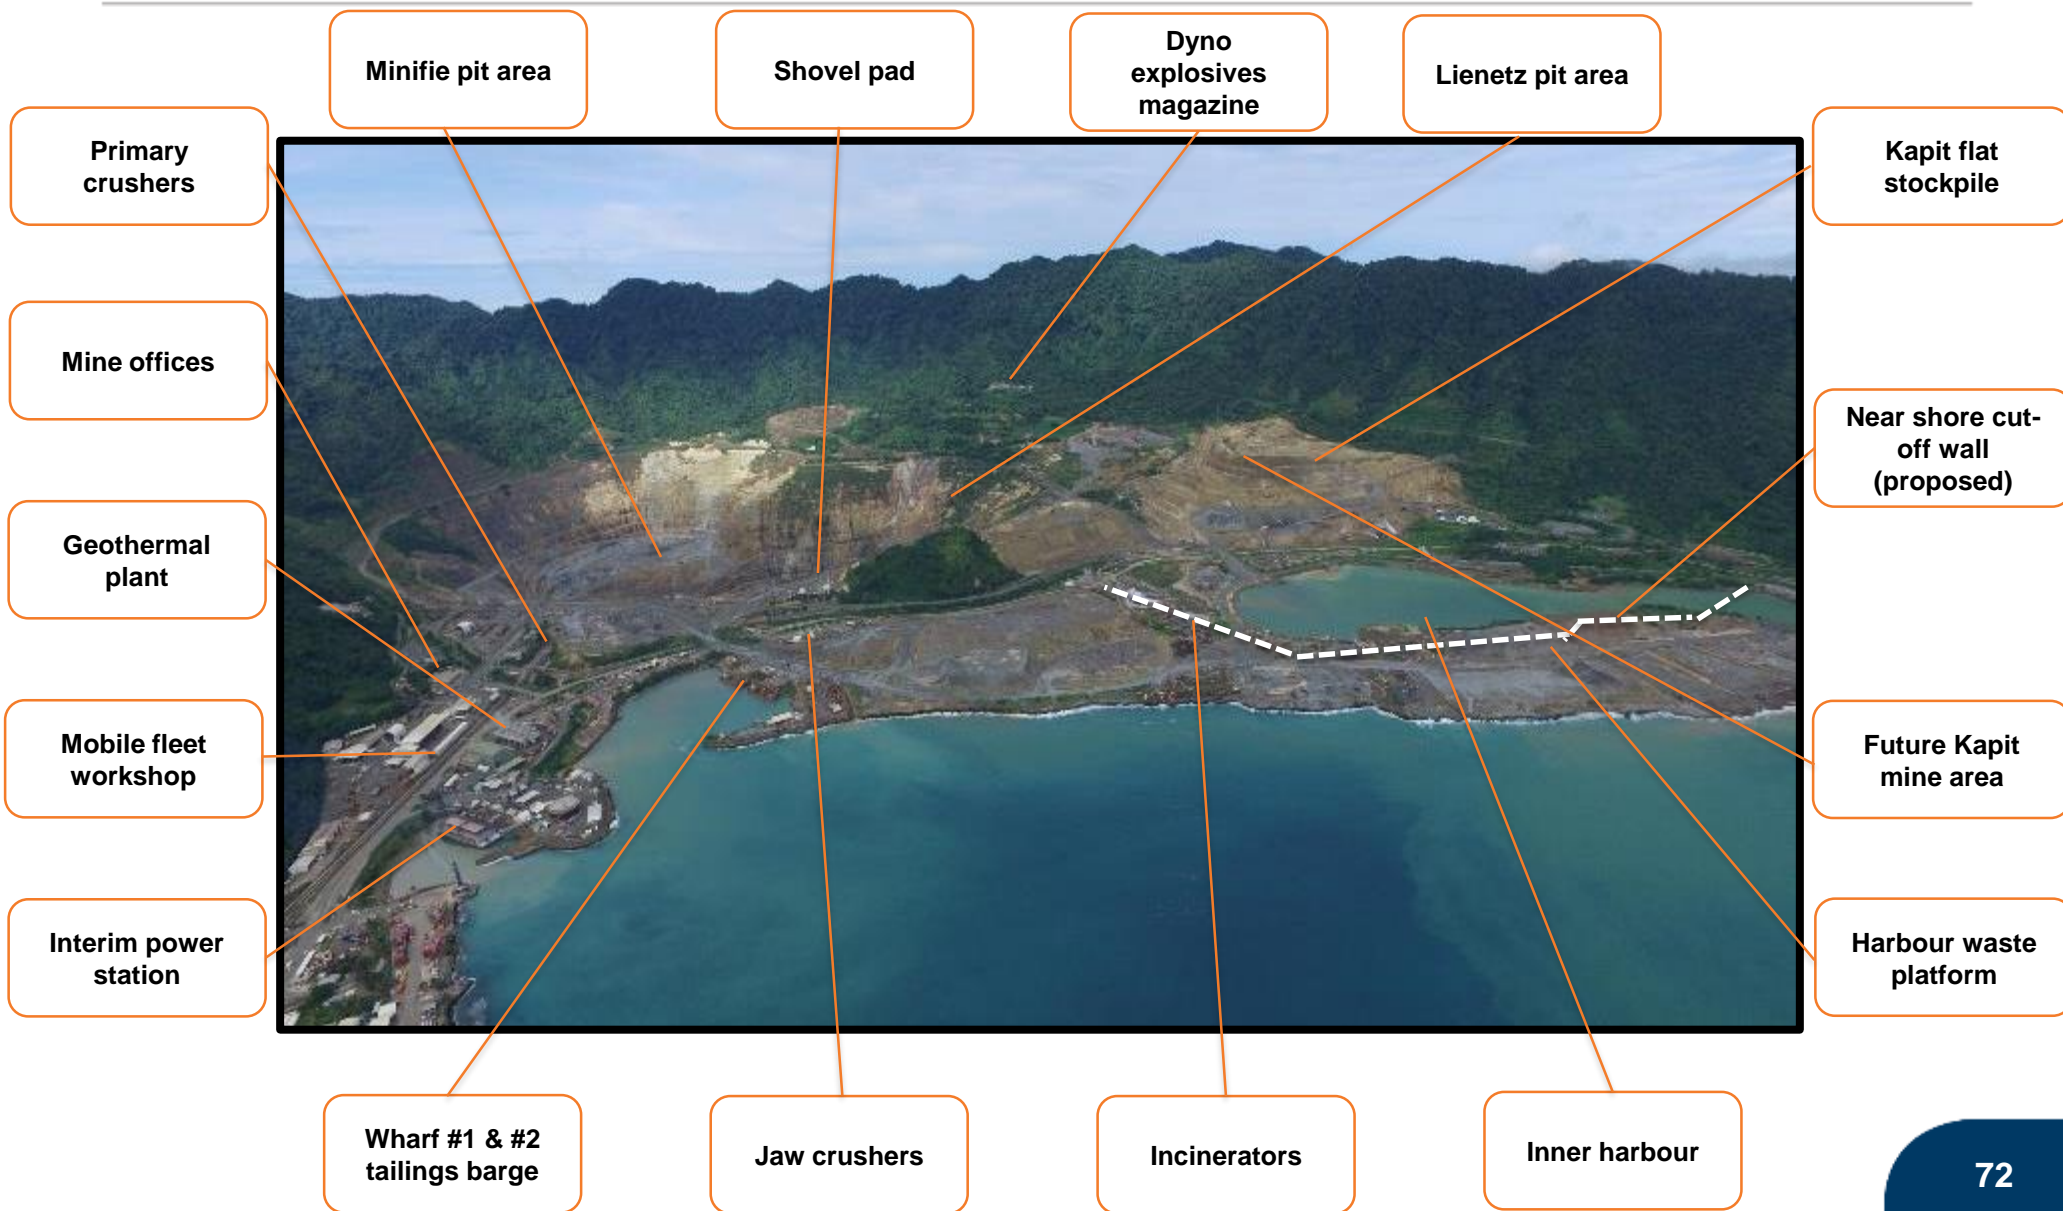 Minifie pit area
Shovel pad
Dyno
explosives
magazine
Lienetz pit area
Primary
crushers
Kapit flat
stockpile
Mine offices
Near shore cut-
off wall
(proposed)
Geothermal
plant
Mobile fleet
workshop
Future Kapit
mine area
Interim power
station
Harbour waste
platform
Wharf #1 & #2
tailings barge
Jaw crushers
Incinerators
Inner harbour
72